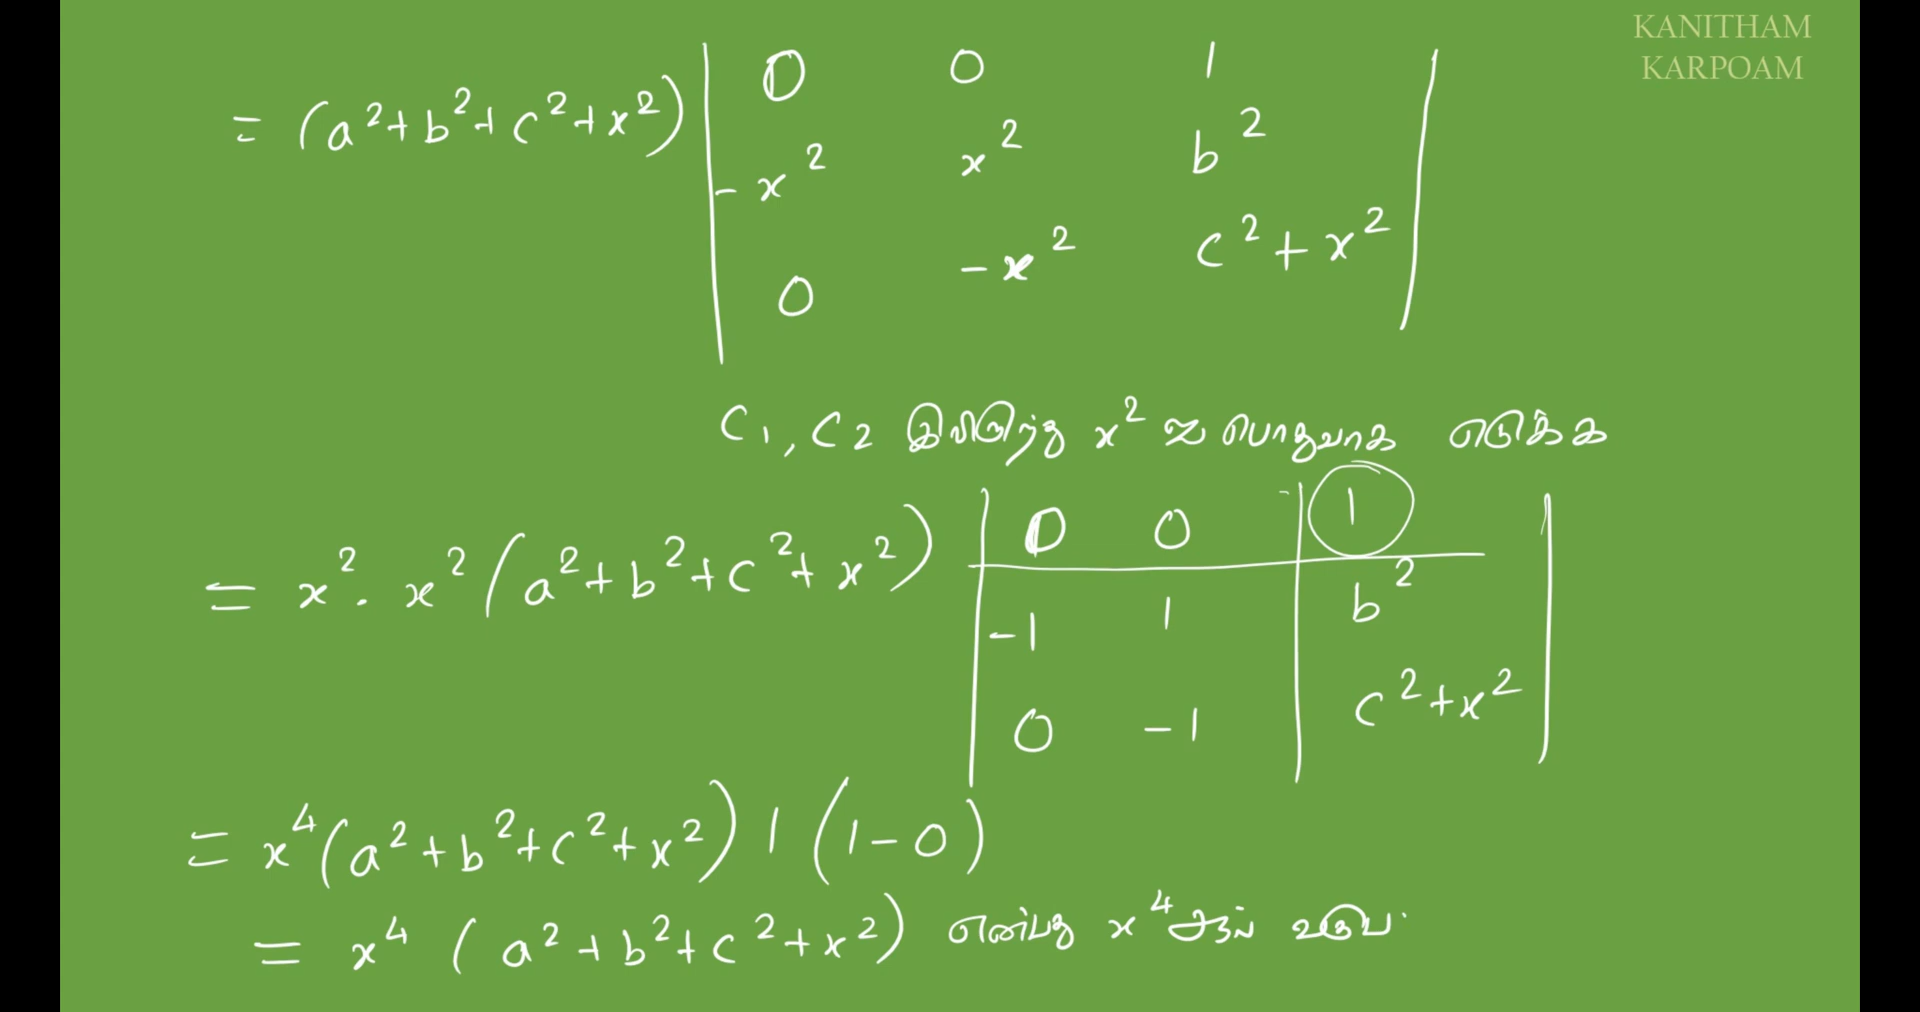 KANITHAM
KARPOAM
= (a²+b²+c²+x²) | 0 0 1 |
| -x² x² b² |
| 0 -x² c²+x² |
C₁, C₂ இலிருந்து x² ஐ பொதுவாக எடுக்க
= x². x² (a²+b²+c²+x²) | 0 0 1 |
| -1 1 b² |
| 0 -1 c²+x² |
= x⁴(a²+b²+c²+x²) 1 (1-0)
= x⁴ (a²+b²+c²+x²) என்பது x⁴ ஆல் வகுப